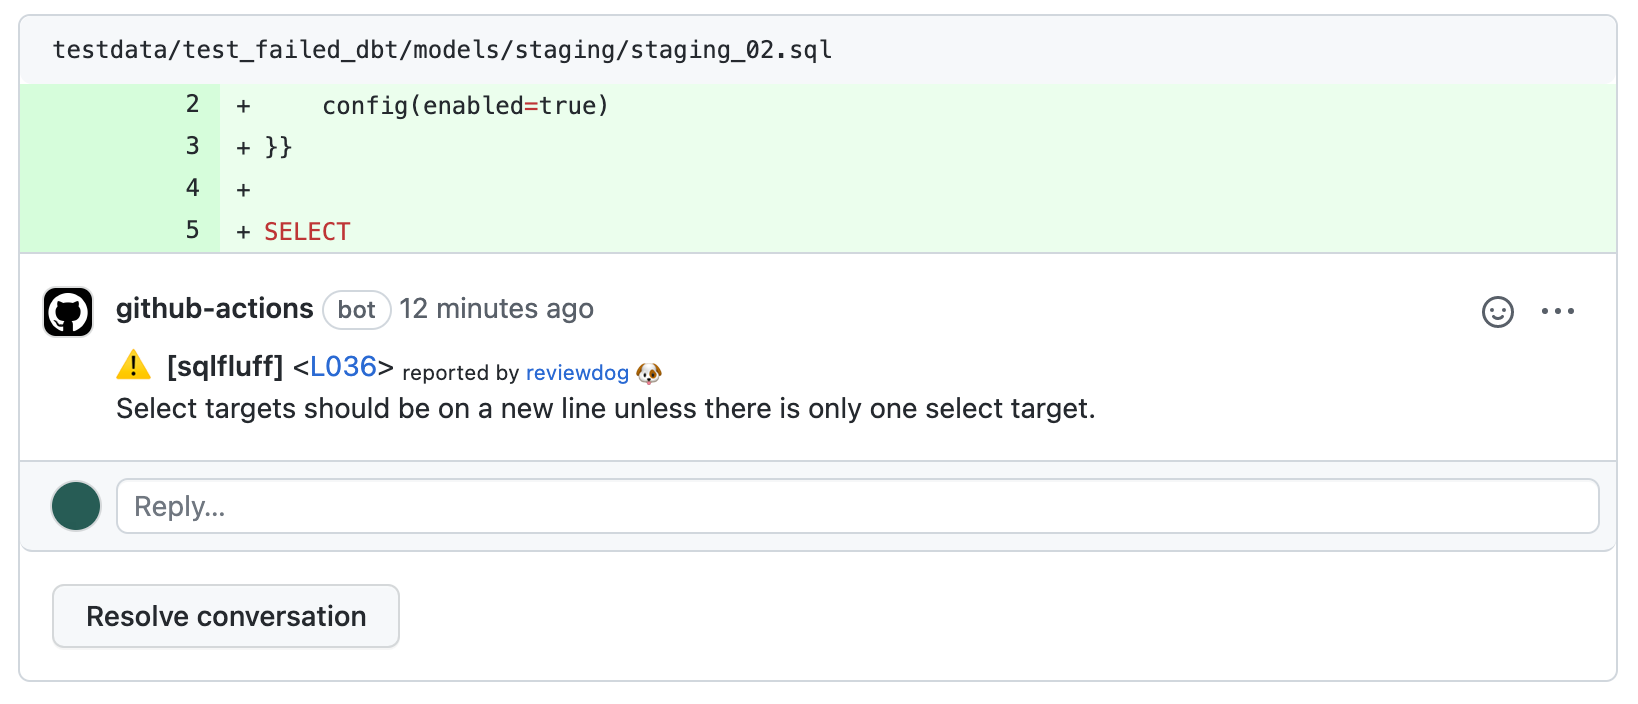 testdata/test_failed_dbt/models/staging/staging_02.sql
2 + config(enabled=true)
3 + }}
4 +
5 + SELECT
github-actions bot 12 minutes ago
[sqlfluff] <L036> reported by reviewdog 🐶
Select targets should be on a new line unless there is only one select target.
Reply...
Resolve conversation